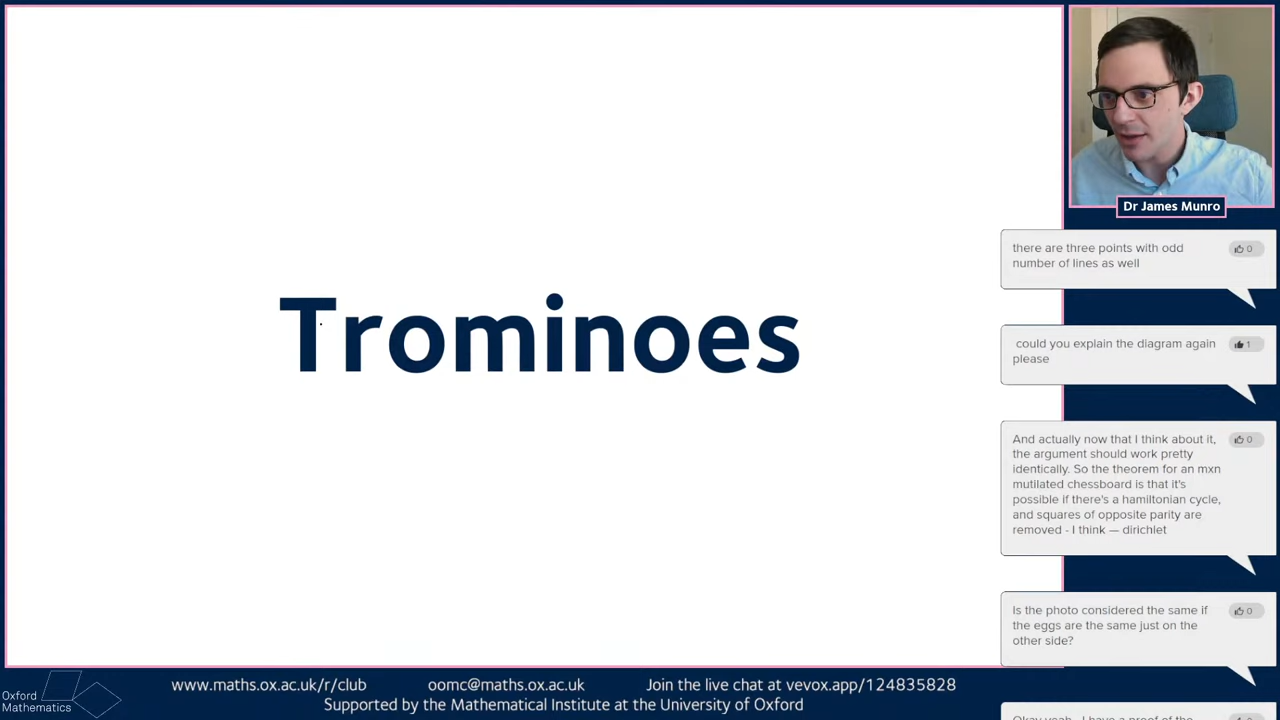 Trominoes
Dr James Munro
there are three points with odd
number of lines as well
0
could you explain the diagram again
please
1
And actually now that I think about it,
the argument should work pretty
identically. So the theorem for an mxn
mutilated chessboard is that it's
possible if there's a hamiltonian cycle,
and squares of opposite parity are
removed - I think — dirichlet
0
Is the photo considered the same if
the eggs are the same just on the
other side?
0
Oxford
Mathematics
www.maths.ox.ac.uk/r/club
oomc@maths.ox.ac.uk
Join the live chat at vevox.app/124835828
Supported by the Mathematical Institute at the University of Oxford